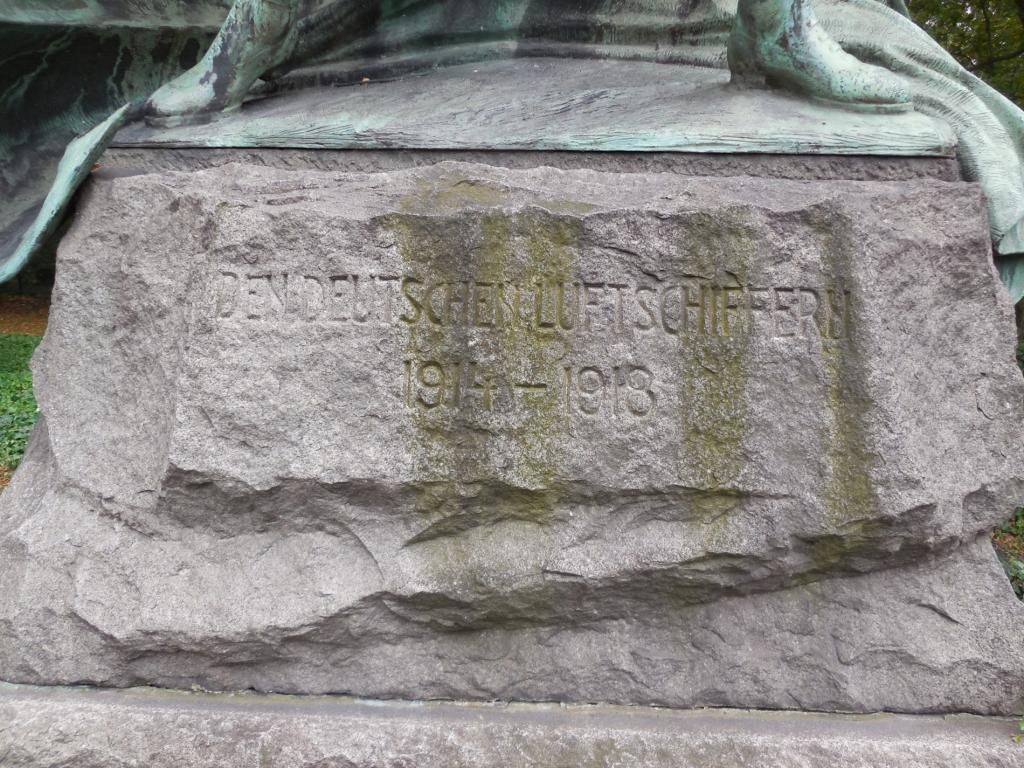 DEN DEUTSCHEN LUFTSCHIFFERN
1914 – 1918